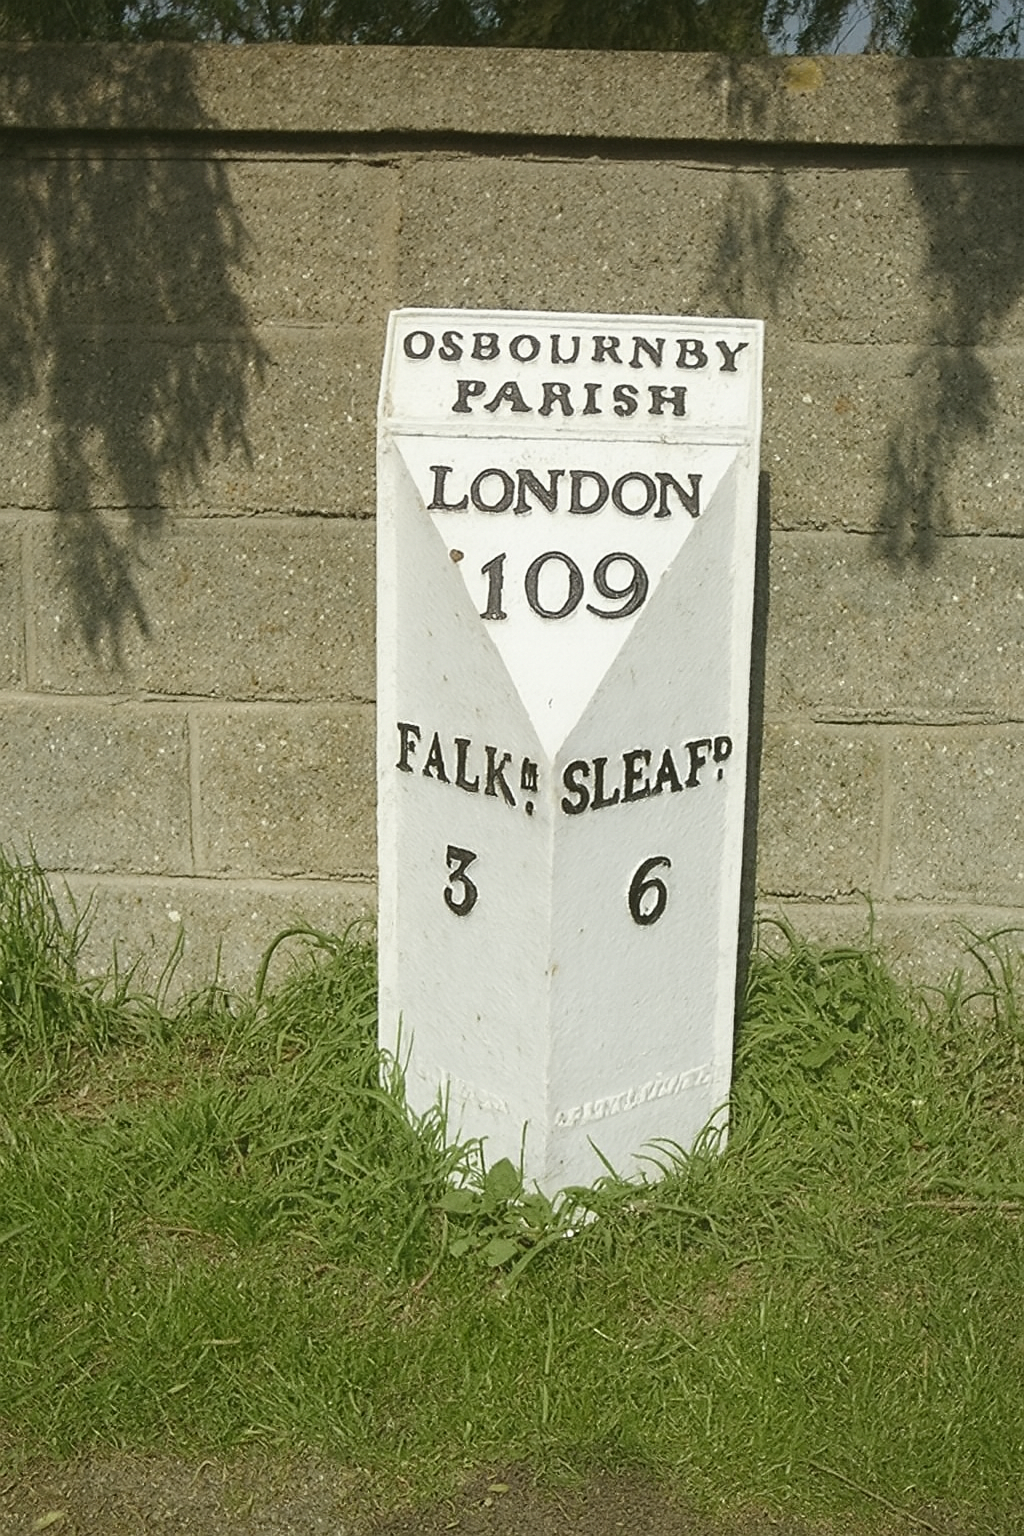 OSBOURNBY
PARISH
LONDON
109
FALKM
3
SLEAFD
6